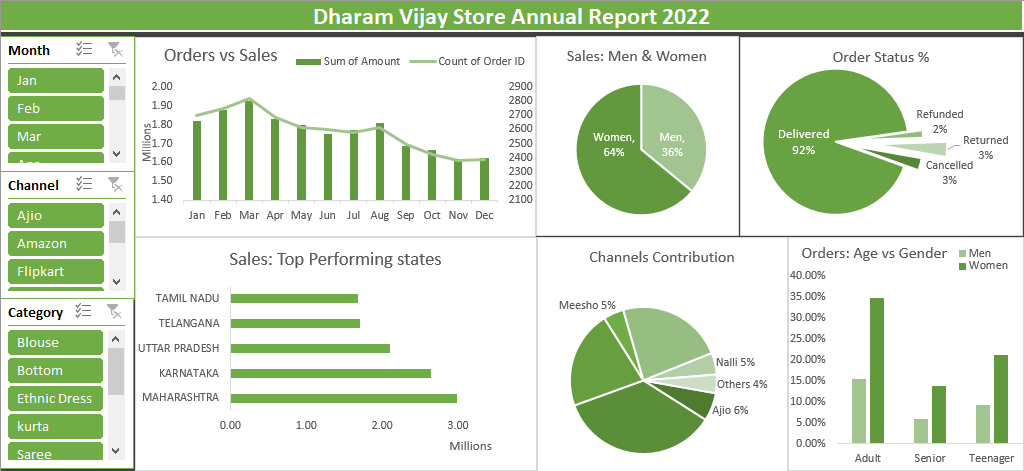 Dharam Vijay Store Annual Report 2022
Month
Jan
Feb
Mar
Channel
Ajio
Amazon
Flipkart
Category
Blouse
Bottom
Ethnic Dress
kurta
Saree
Orders vs Sales
Sum of Amount
Count of Order ID
Millions
2.00
1.90
1.80
1.70
1.60
1.50
1.40
2900
2800
2700
2600
2500
2400
2300
2200
2100
Jan Feb Mar Apr May Jun Jul Aug Sep Oct Nov Dec
Sales: Men & Women
Women,
64%
Men,
36%
Order Status %
Delivered
92%
Refunded
2%
Returned
3%
Cancelled
3%
Sales: Top Performing states
TAMIL NADU
TELANGANA
UTTAR PRADESH
KARNATAKA
MAHARASHTRA
0.00 1.00 2.00 3.00
Millions
Channels Contribution
Meesho 5%
Nalli 5%
Others 4%
Ajio 6%
Orders: Age vs Gender
Men
Women
40.00%
35.00%
30.00%
25.00%
20.00%
15.00%
10.00%
5.00%
0.00%
Adult Senior Teenager